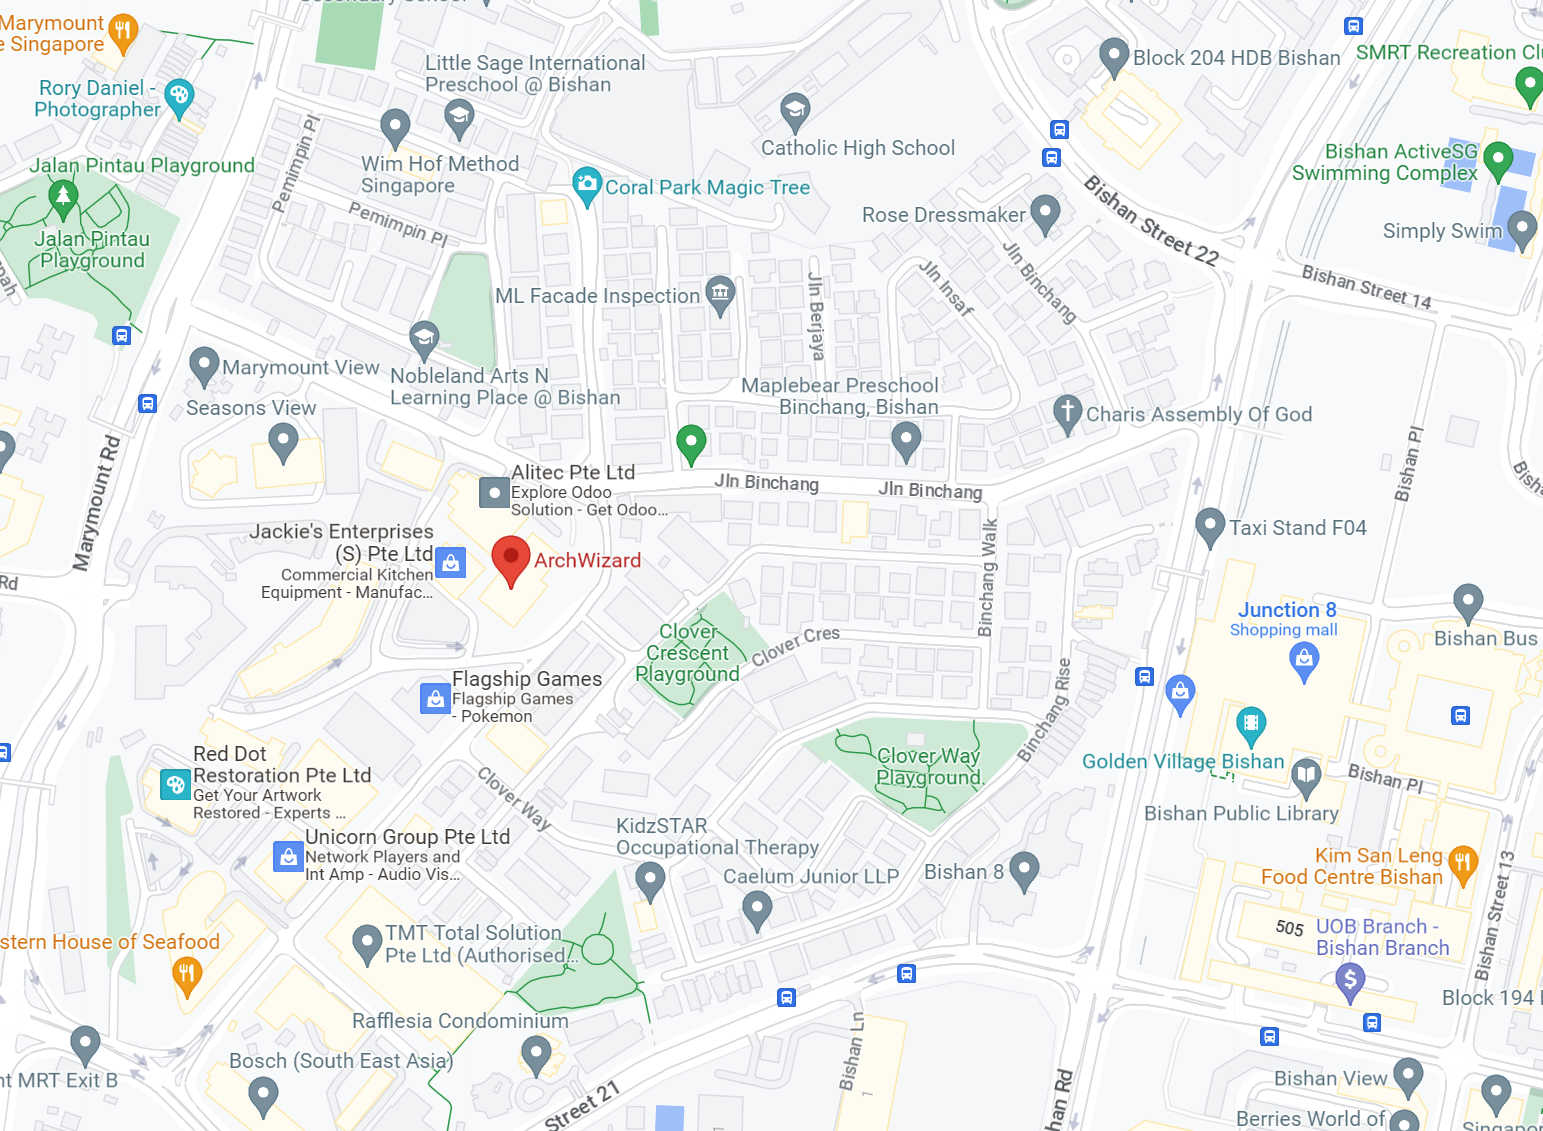 Secondary School
Marymount
e Singapore
Little Sage International
Preschool @ Bishan
Block 204 HDB Bishan
SMRT Recreation Clu
Rory Daniel -
Photographer
Catholic High School
Wim Hof Method
Singapore
Pemimpin Pl
Pemimpin Pl
Jalan Pintau Playground
Jalan Pintau
Playground
Coral Park Magic Tree
Bishan ActiveSG
Swimming Complex
Rose Dressmaker
Simply Swim
Bishan Street 22
Bishan Street 14
Jln Binchang
Jln Insaf
Jln Berjaya
ML Facade Inspection
pah
Marymount View
Seasons View
Nobleland Arts N
Learning Place @ Bishan
Maplebear Preschool
Binchang, Bishan
Charis Assembly Of God
Marymount Rd
Bishan Pl
Alitec Pte Ltd
Explore Odoo
Solution - Get Odoo...
Jln Binchang
Jln Binchang
Bisha
Jackie's Enterprises
(S) Pte Ltd
Commercial Kitchen
Equipment - Manufac...
ArchWizard
Taxi Stand F04
Rd
Binchang Walk
Clover
Crescent
Playground
Clover Cres
Junction 8
Shopping mall
Bishan Bus
Flagship Games
Flagship Games
- Pokemon
Binchang Rise
Red Dot
Restoration Pte Ltd
Get Your Artwork
Restored - Experts ...
Clover Way
Playground
Golden Village Bishan
Bishan Pl
Bishan Public Library
Clover Way
Unicorn Group Pte Ltd
Network Players and
Int Amp - Audio Vis...
KidzSTAR
Occupational Therapy
Caelum Junior LLP
Bishan 8
Kim San Leng
Food Centre Bishan
Bishan Street 13
505
UOB Branch -
Bishan Branch
stern House of Seafood
TMT Total Solution
Pte Ltd (Authorised...
Block 194
Rafflesia Condominium
Bosch (South East Asia)
nt MRT Exit B
Bishan Ln
1
Street 21
han Rd
Bishan View
Berries World of
Singapor